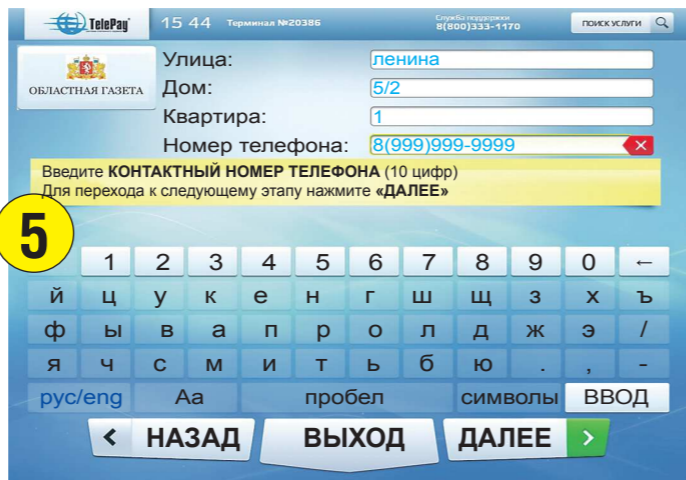 TelePay 15 44 Терминал №20386 Служба поддержки 8(800)333-1170 ПОИСК УСЛУГИ
ОБЛАСТНАЯ ГАЗЕТА
Улица: ленина
Дом: 5/2
Квартира: 1
Номер телефона: 8(999)999-9999
Введите КОНТАКТНЫЙ НОМЕР ТЕЛЕФОНА (10 цифр)
Для перехода к следующему этапу нажмите «ДАЛЕЕ»
5
1 2 3 4 5 6 7 8 9 0 ←
й ц у к е н г ш щ з х ъ
ф ы в а п р о л д ж э /
я ч с м и т ь б ю . , -
рус/eng Aa пробел символы ВВОД
< НАЗАД ВЫХОД ДАЛЕЕ >